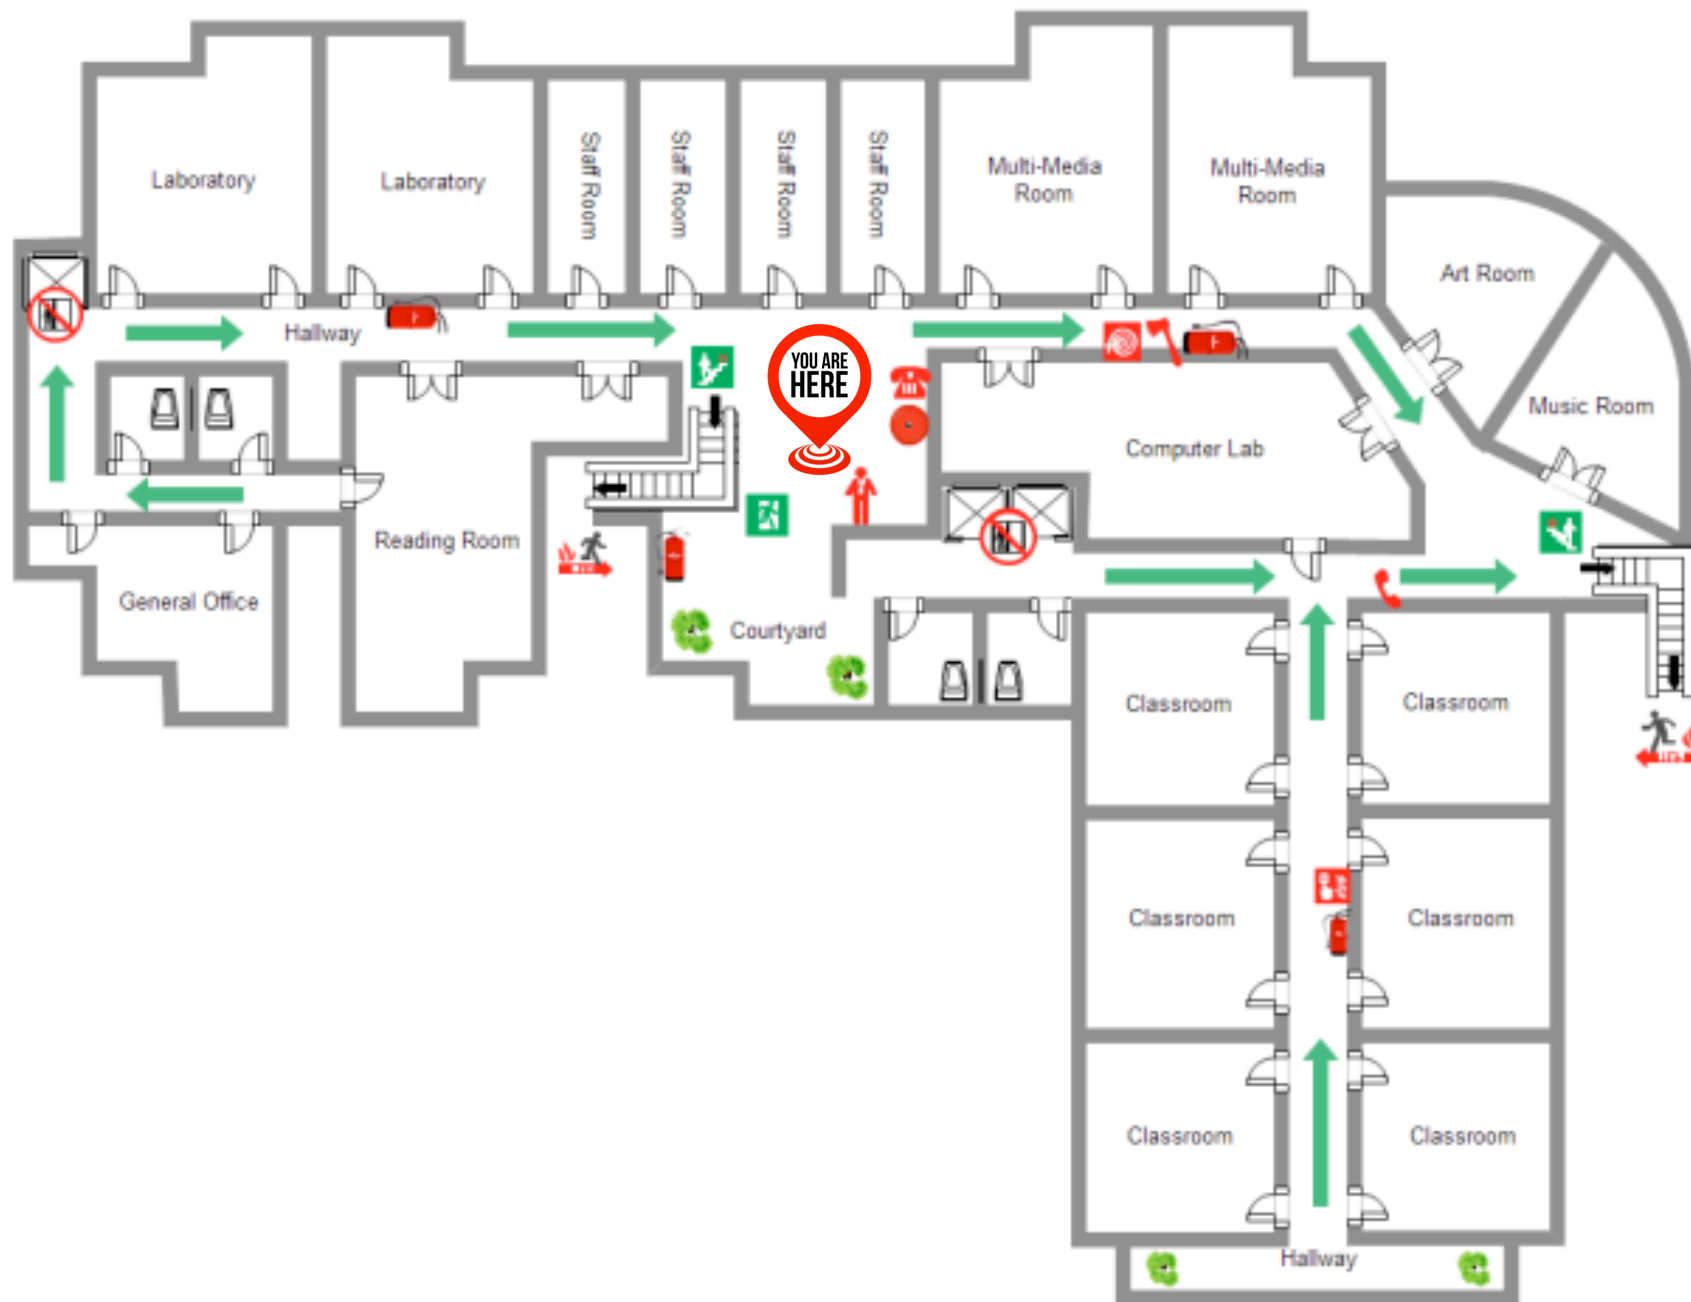 Laboratory
Laboratory
Staff Room
Staff Room
Staff Room
Staff Room
Multi-Media
Room
Multi-Media
Room
Art Room
Music Room
Hallway
YOU ARE
HERE
Computer Lab
Reading Room
General Office
Courtyard
Classroom
Classroom
Classroom
Classroom
Classroom
Classroom
Hallway